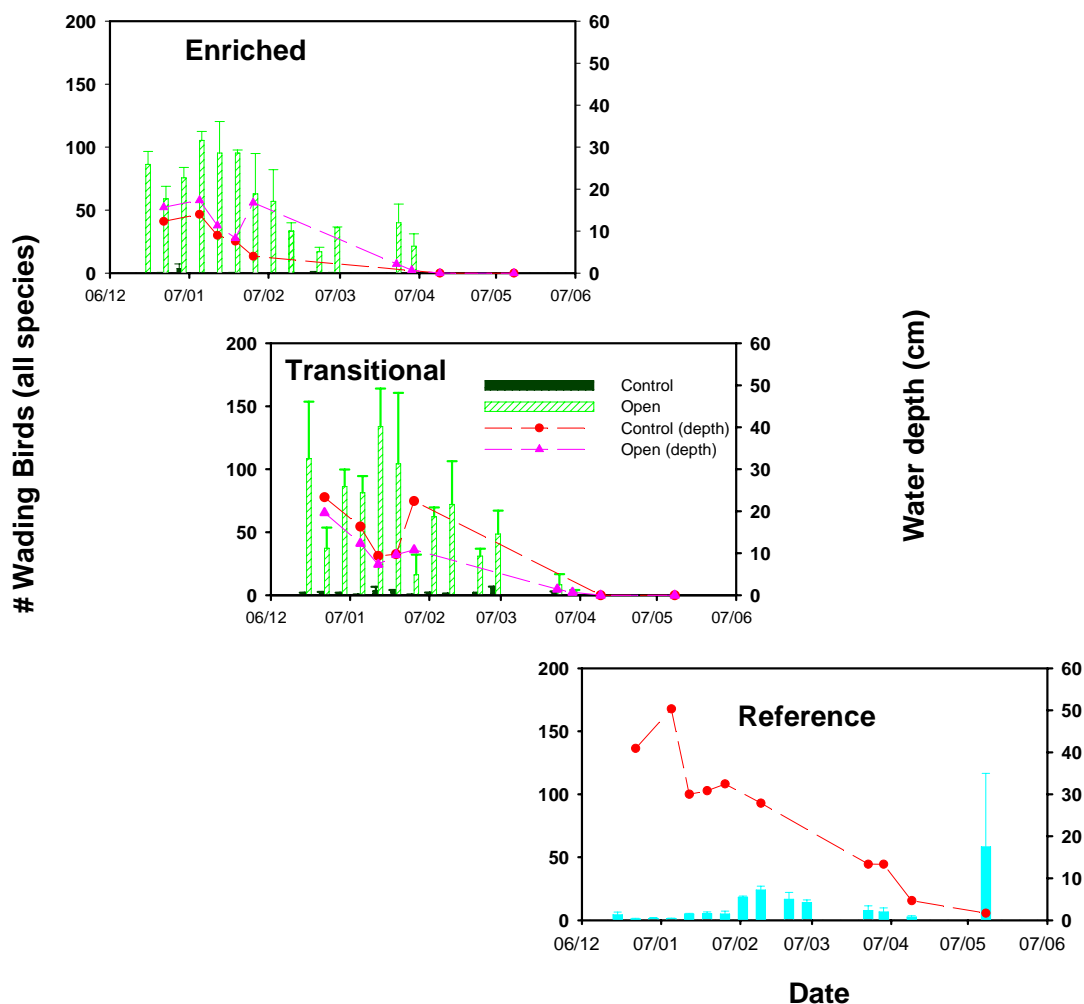 # Wading Birds (all species)
Water depth (cm)
Enriched
200
150
100
50
0
60
50
40
30
20
10
0
06/12 07/01 07/02 07/03 07/04 07/05 07/06
Transitional
Control
Open
Control (depth)
Open (depth)
200
150
100
50
0
60
50
40
30
20
10
0
06/12 07/01 07/02 07/03 07/04 07/05 07/06
Reference
200
150
100
50
0
60
50
40
30
20
10
0
06/12 07/01 07/02 07/03 07/04 07/05 07/06
Date